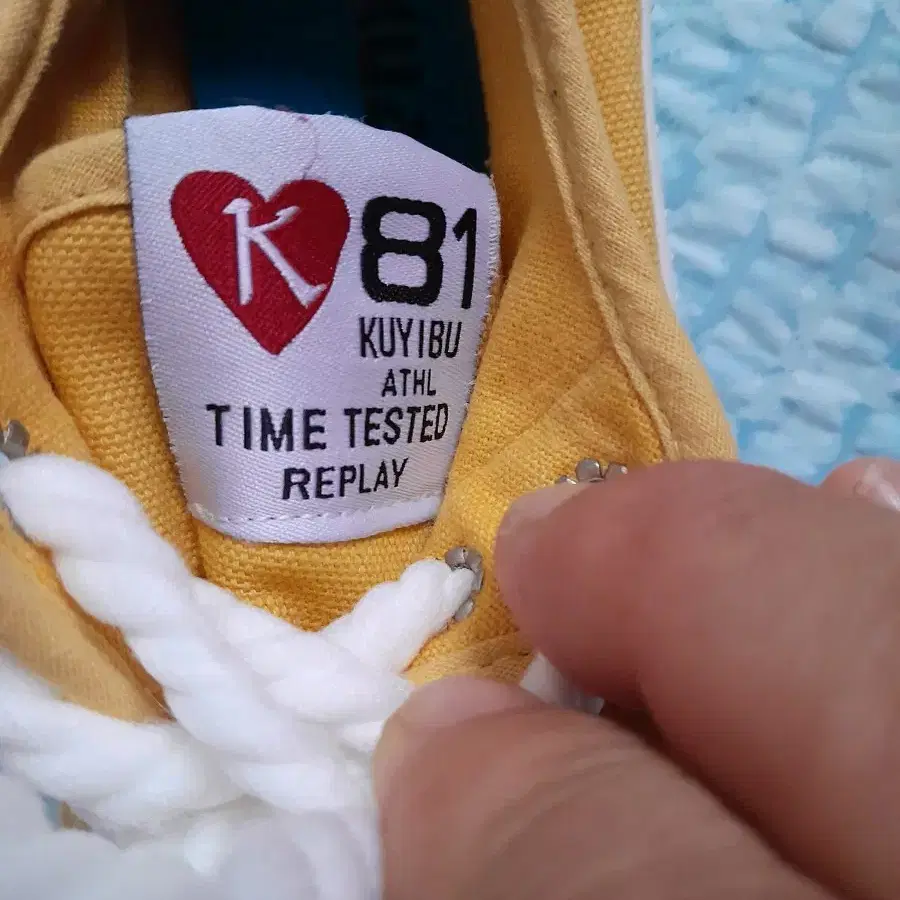 K 81
KUYIBU
ATHL
TIME TESTED
REPLAY